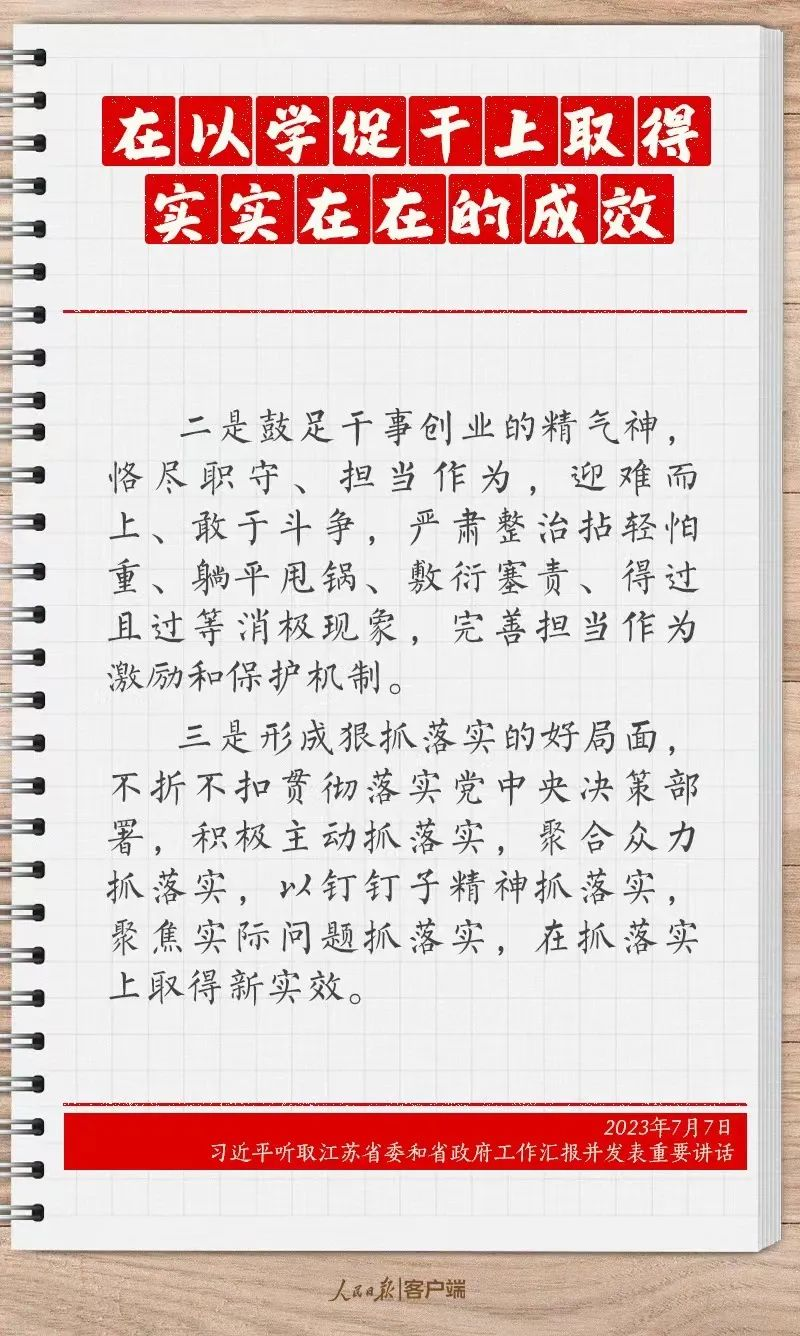 在以学促干上取得
实实在在的成效
二是鼓足干事创业的精气神，
恪尽职守、担当作为，迎难而
上、敢于斗争，严肃整治拈轻怕
重、躺平甩锅、敷衍塞责、得过
且过等消极现象，完善担当作为
激励和保护机制。
三是形成狠抓落实的好局面，
不折不扣贯彻落实党中央决策部
署，积极主动抓落实，聚合众力
抓落实，以钉钉子精神抓落实，
聚焦实际问题抓落实，在抓落实
上取得新实效。
2023年7月7日
习近平听取江苏省委和省政府工作汇报并发表重要讲话
人民日报|客户端